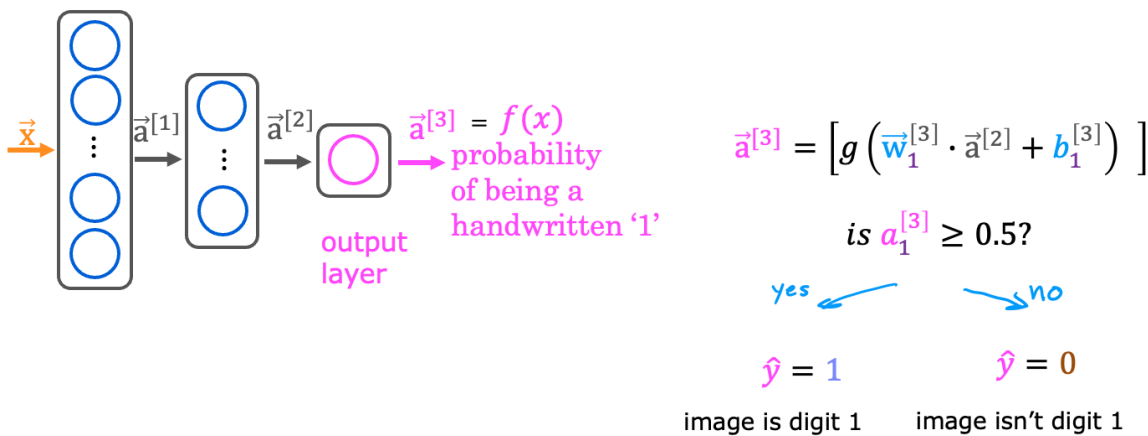 x⃗
a⃗^[1]
⋮
a⃗^[2]
⋮
a⃗^[3] = f(x)
probability
of being a
handwritten ‘1’
output
layer
a⃗^[3] = [g(w⃗₁^[3] · a⃗^[2] + b₁^[3]) ]
is a₁^[3] ≥ 0.5?
yes
no
ŷ = 1
ŷ = 0
image is digit 1
image isn’t digit 1